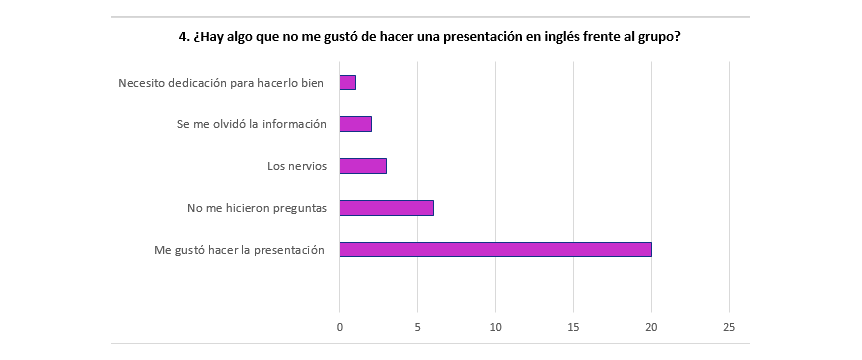 4. ¿Hay algo que no me gustó de hacer una presentación en inglés frente al grupo?
Necesito dedicación para hacerlo bien
Se me olvidó la información
Los nervios
No me hicieron preguntas
Me gustó hacer la presentación
0 5 10 15 20 25